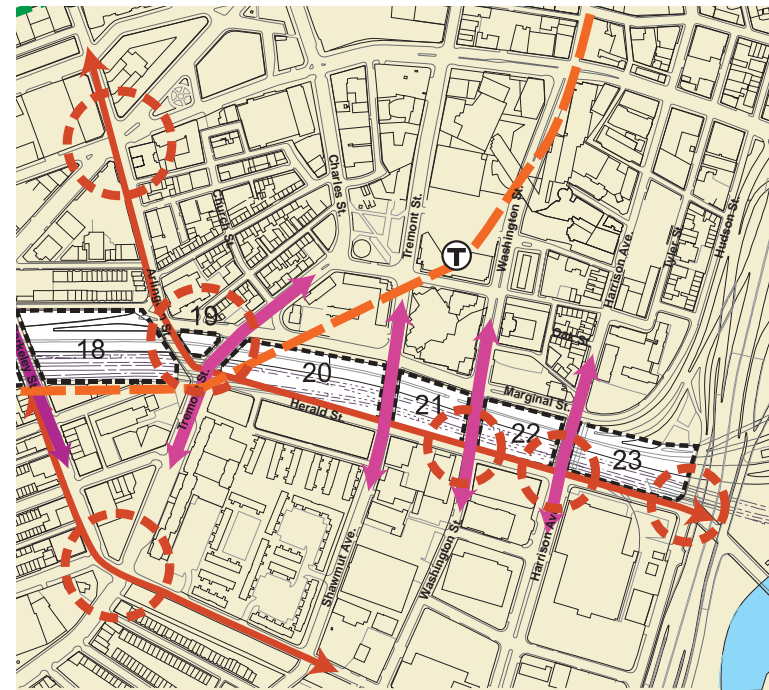 Charles St.
Church St.
Tremont St.
Washington St.
Harrison Ave.
Tyler St.
Hudson St.
T
Arlington St.
19
18
Oak St.
20
Marginal St.
21
Herald St.
22
23
Tremont St.
Shawmut Ave.
Washington St.
Harrison Ave.